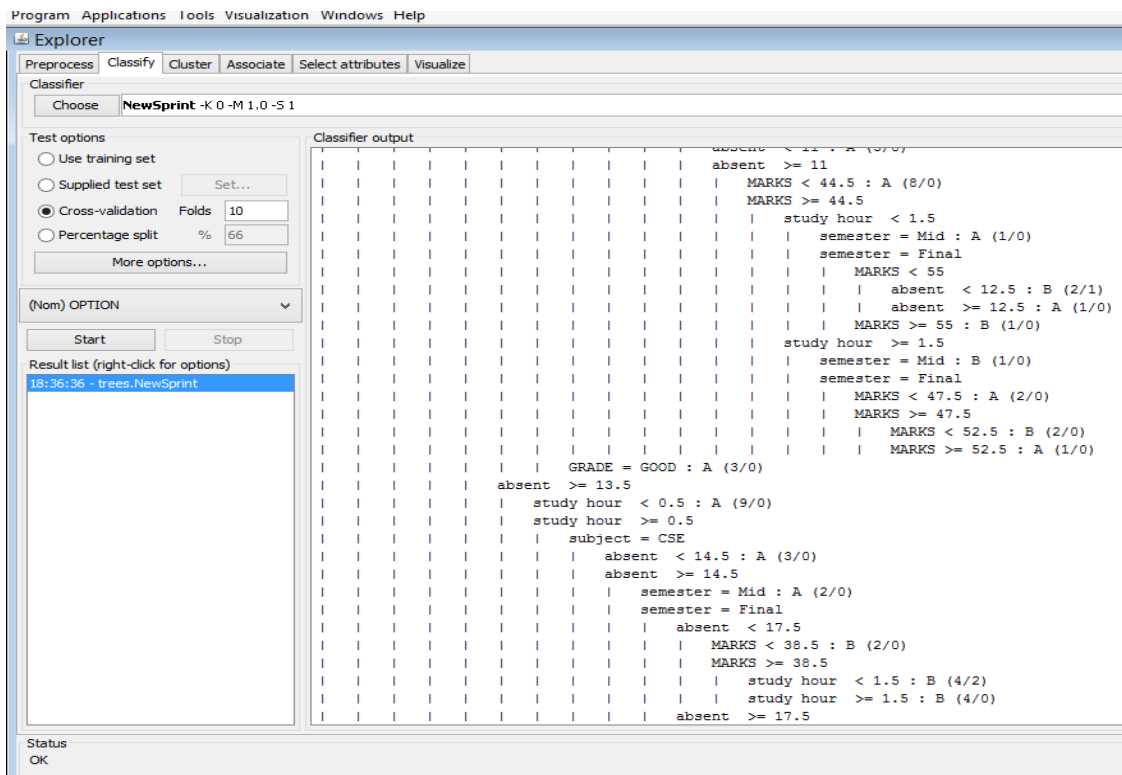 Program Applications Tools Visualization Windows Help
Explorer
Preprocess Classify Cluster Associate Select attributes Visualize
Classifier
Choose NewSprint -K 0 -M 1.0 -S 1
Test options
Use training set
Supplied test set Set...
Cross-validation Folds 10
Percentage split % 66
More options...
(Nom) OPTION
Start Stop
Result list (right-click for options)
18:36:36 - trees.NewSprint
Classifier output
absent < 11 : A (5/0)
absent >= 11
| MARKS < 44.5 : A (8/0)
| MARKS >= 44.5
| | study hour < 1.5
| | | semester = Mid : A (1/0)
| | | semester = Final
| | | | MARKS < 55
| | | | | absent < 12.5 : B (2/1)
| | | | | absent >= 12.5 : A (1/0)
| | | | MARKS >= 55 : B (1/0)
| | study hour >= 1.5
| | | semester = Mid : B (1/0)
| | | semester = Final
| | | | MARKS < 47.5 : A (2/0)
| | | | MARKS >= 47.5
| | | | | MARKS < 52.5 : B (2/0)
| | | | | MARKS >= 52.5 : A (1/0)
| | GRADE = GOOD : A (3/0)
absent >= 13.5
| study hour < 0.5 : A (9/0)
| study hour >= 0.5
| | subject = CSE
| | | absent < 14.5 : A (3/0)
| | | absent >= 14.5
| | | | semester = Mid : A (2/0)
| | | | semester = Final
| | | | | absent < 17.5
| | | | | | MARKS < 38.5 : B (2/0)
| | | | | | MARKS >= 38.5
| | | | | | | study hour < 1.5 : B (4/2)
| | | | | | | study hour >= 1.5 : B (4/0)
| | | | | absent >= 17.5
Status
OK